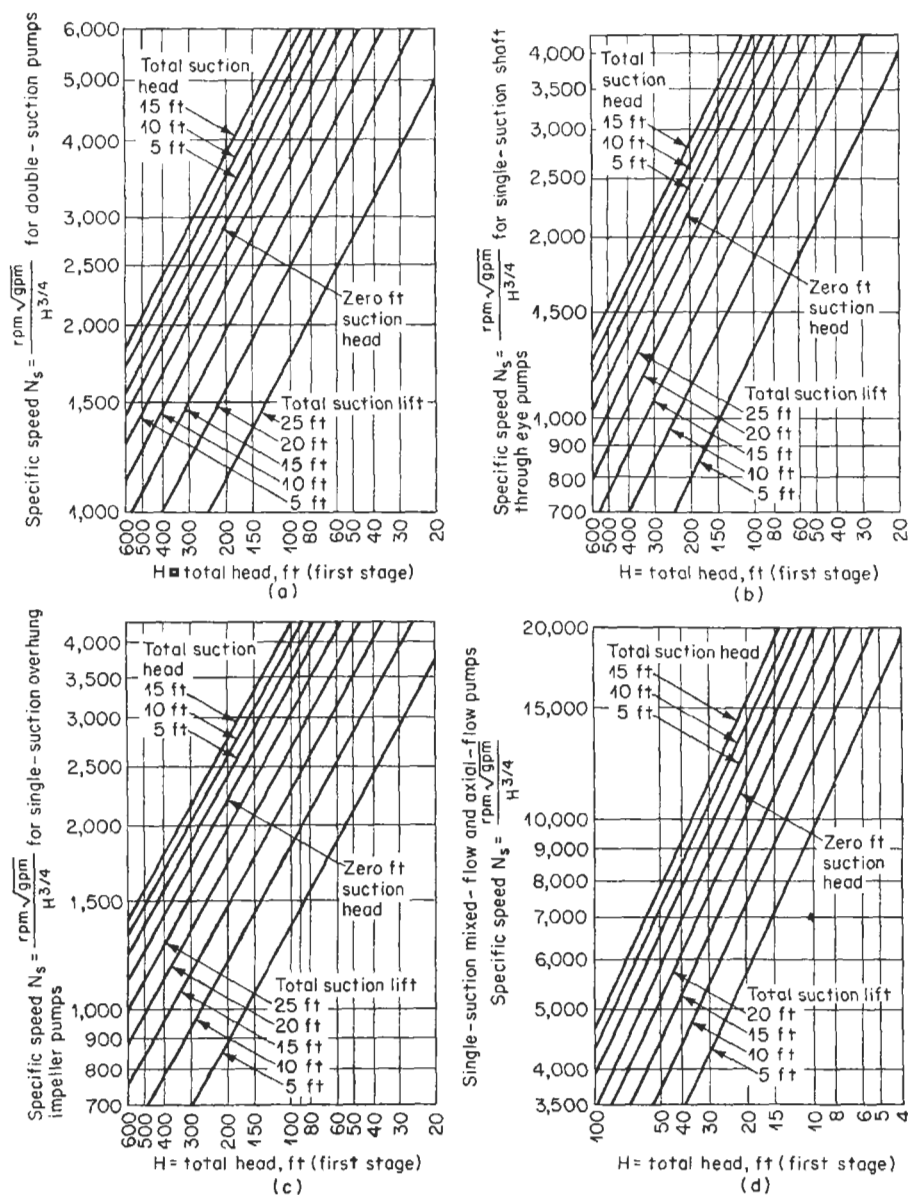 Specific speed Ns = rpm √gpm / H3/4 for double-suction pumps
6,000
5,000
4,000
3,000
2,500
2,000
1,500
1,000
Total suction
head
15 ft
10 ft
5 ft
Zero ft
suction
head
Total suction lift
25 ft
20 ft
15 ft
10 ft
5 ft
600 500 400 300 200 150 100 80 60 50 40 30 20
H = total head, ft (first stage)
(a)
Specific speed Ns = rpm √gpm / H3/4 for single-suction shaft
through eye pumps
4,000
3,500
3,000
2,500
2,000
1,500
1,000
900
800
700
Total
suction
head
15 ft
10 ft
5 ft
Zero ft
suction
head
Total suction lift
25 ft
20 ft
15 ft
10 ft
5 ft
600 500 400 300 200 150 100 80 60 50 40 30 20
H = total head, ft (first stage)
(b)
Specific speed Ns = rpm √gpm / H3/4 for single-suction overhung
impeller pumps
4,000
3,500
3,000
2,500
2,000
1,500
1,000
900
800
700
Total suction
head
15 ft
10 ft
5 ft
Zero ft
suction
head
Total suction lift
25 ft
20 ft
15 ft
10 ft
5 ft
600 500 400 300 200 150 100 80 60 50 40 30 20
H = total head, ft (first stage)
(c)
Single-suction mixed-flow and axial-flow pumps
Specific speed Ns = rpm √gpm / H3/4
20,000
15,000
10,000
9,000
8,000
7,000
6,000
5,000
4,000
3,500
Total suction head
15 ft
10 ft
5 ft
Zero ft
suction
head
Total suction lift
20 ft
15 ft
10 ft
5 ft
100 50 40 30 20 15 10 8 6 5 4
H = total head, ft (first stage)
(d)